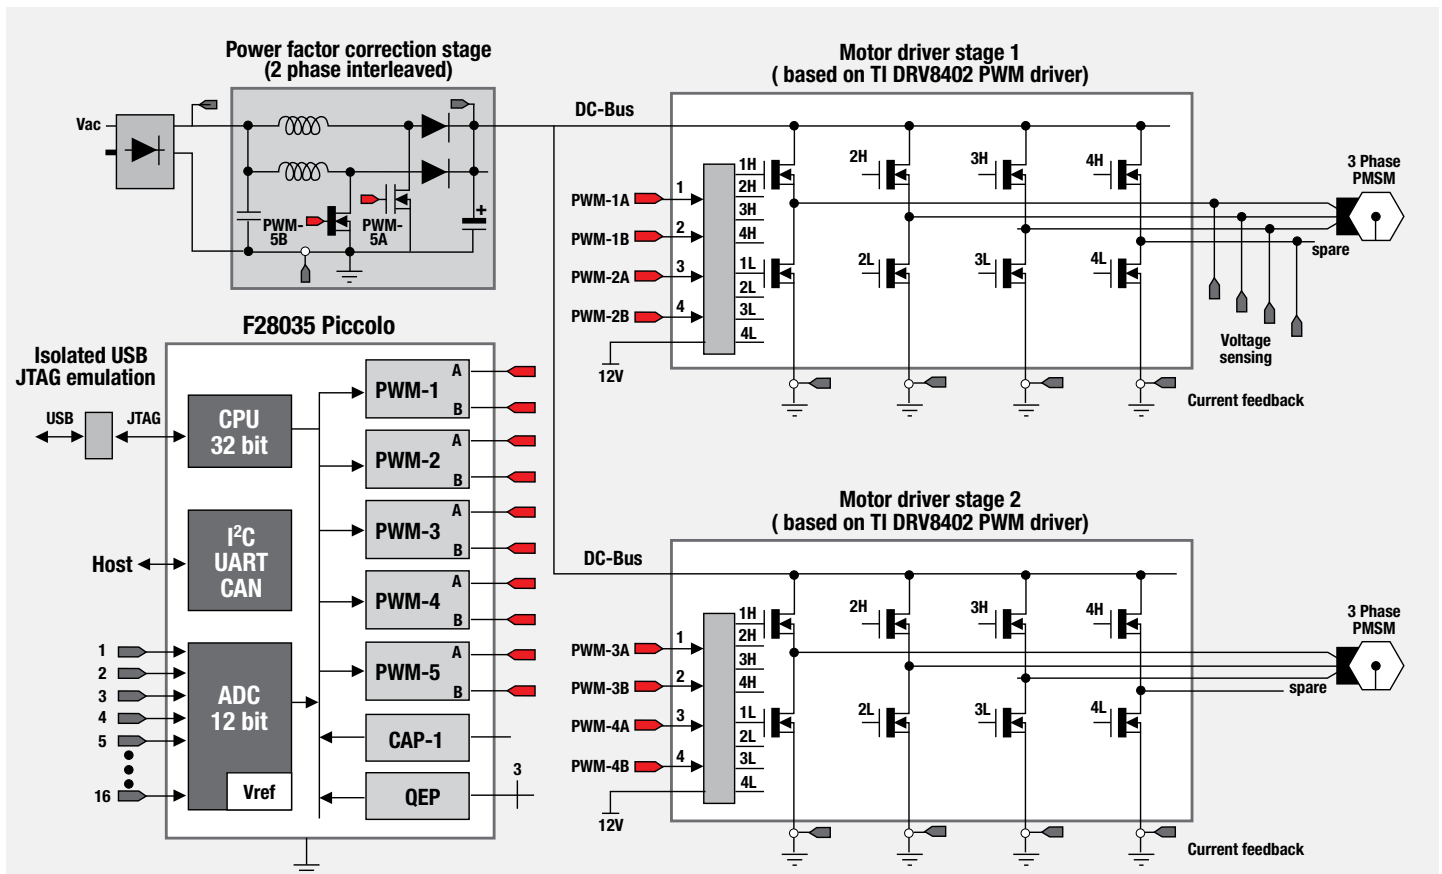 Power factor correction stage
(2 phase interleaved)
Vac
PWM-
5B
PWM-
5A
+
DC-Bus
Motor driver stage 1
( based on TI DRV8402 PWM driver)
PWM-1A
1
PWM-1B
2
PWM-2A
3
PWM-2B
4
12V
1H
2H
3H
4H
1L
2L
3L
4L
2H
3H
4H
2L
3L
4L
3 Phase
PMSM
spare
Voltage
sensing
Current feedback
F28035 Piccolo
Isolated USB
JTAG emulation
USB
JTAG
CPU
32 bit
Host
I²C
UART
CAN
1
2
3
4
5
16
ADC
12 bit
Vref
PWM-1
A
B
PWM-2
A
B
PWM-3
A
B
PWM-4
A
B
PWM-5
A
B
CAP-1
QEP
3
Motor driver stage 2
( based on TI DRV8402 PWM driver)
DC-Bus
PWM-3A
1
PWM-3B
2
PWM-4A
3
PWM-4B
4
12V
1H
2H
3H
4H
1L
2L
3L
4L
2H
3H
4H
2L
3L
4L
3 Phase
PMSM
spare
Current feedback